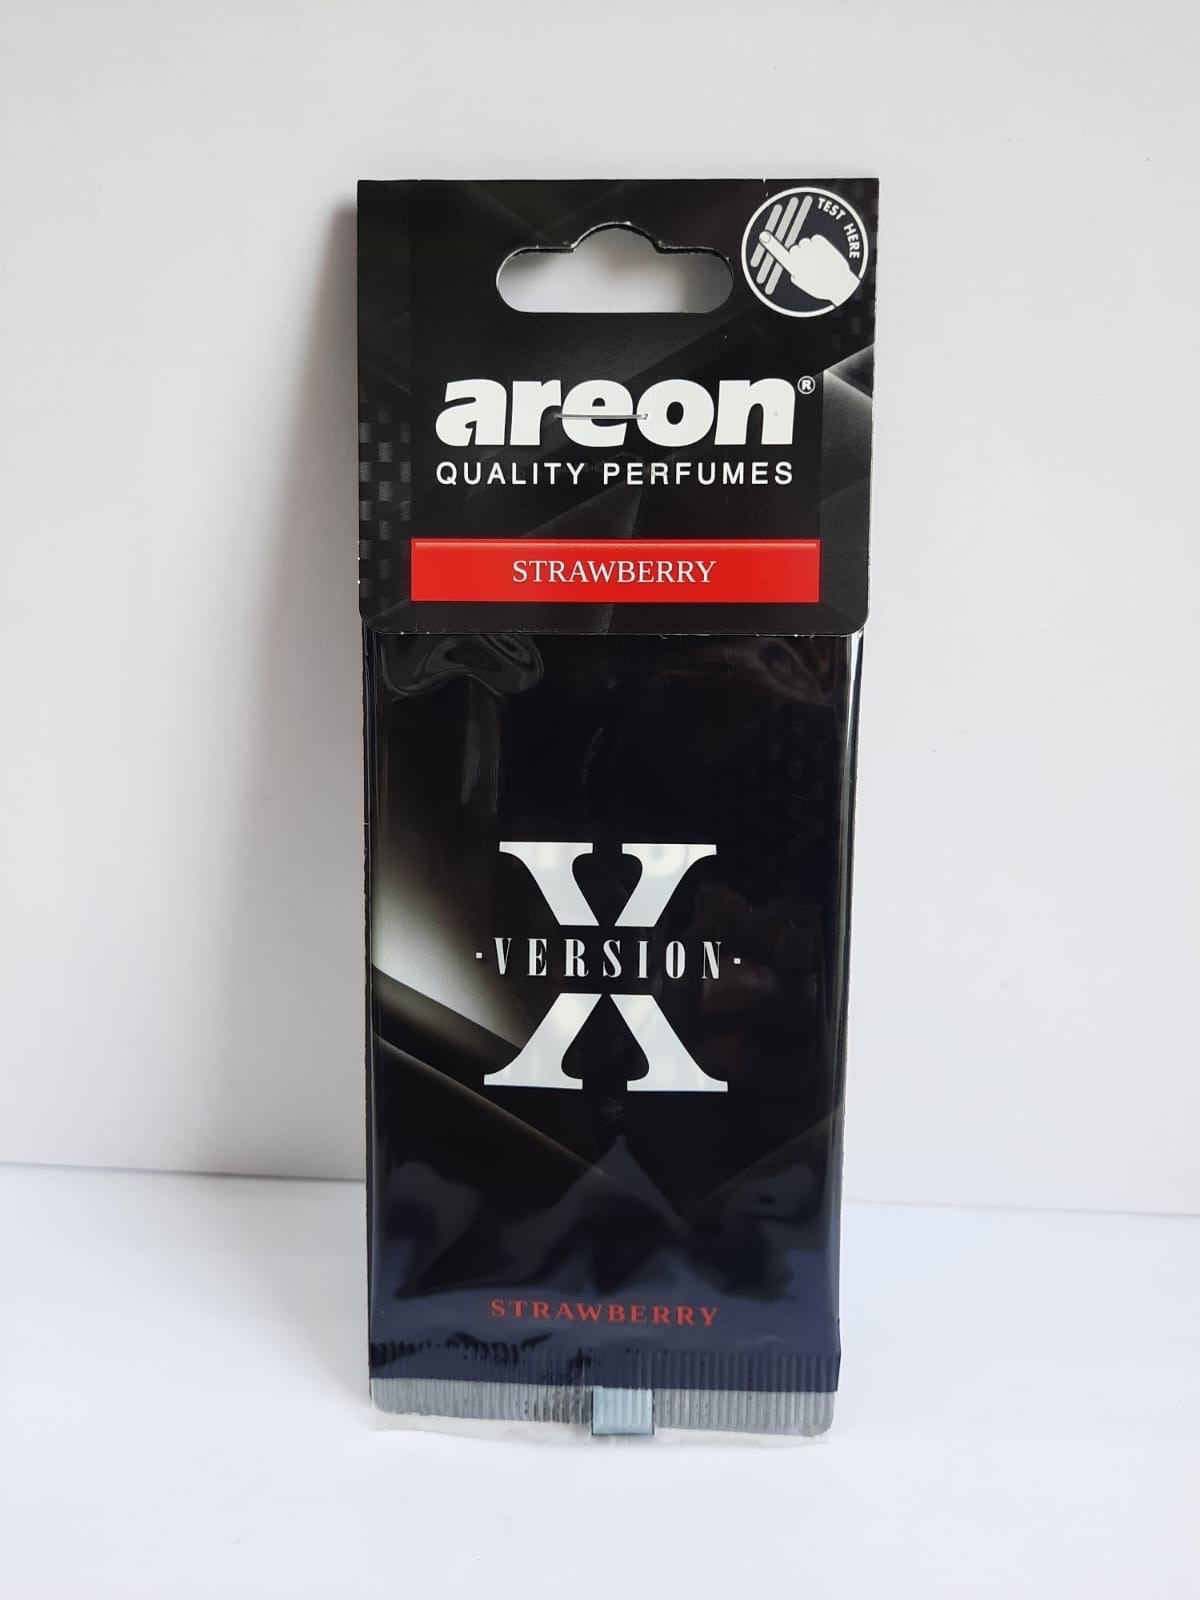 TEST HERE
areon®
QUALITY PERFUMES
STRAWBERRY
X
·VERSION·
STRAWBERRY